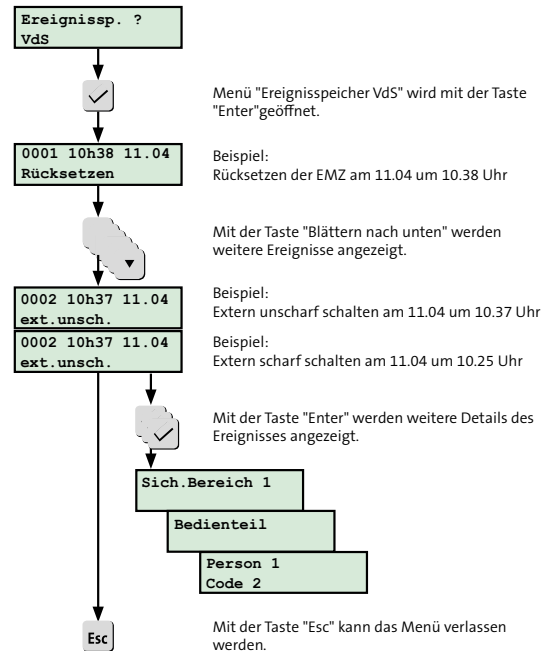 Ereignissp. ?
VdS
Menü "Ereignisspeicher VdS" wird mit der Taste
"Enter"geöffnet.
0001 10h38 11.04
Rücksetzen
Beispiel:
Rücksetzen der EMZ am 11.04 um 10.38 Uhr
Mit der Taste "Blättern nach unten" werden
weitere Ereignisse angezeigt.
0002 10h37 11.04
ext.unsch.
Beispiel:
Extern unscharf schalten am 11.04 um 10.37 Uhr
0002 10h37 11.04
ext.unsch.
Beispiel:
Extern scharf schalten am 11.04 um 10.25 Uhr
Mit der Taste "Enter" werden weitere Details des
Ereignisses angezeigt.
Sich.Bereich 1
Bedienteil
Person 1
Code 2
Esc
Mit der Taste "Esc" kann das Menü verlassen
werden.